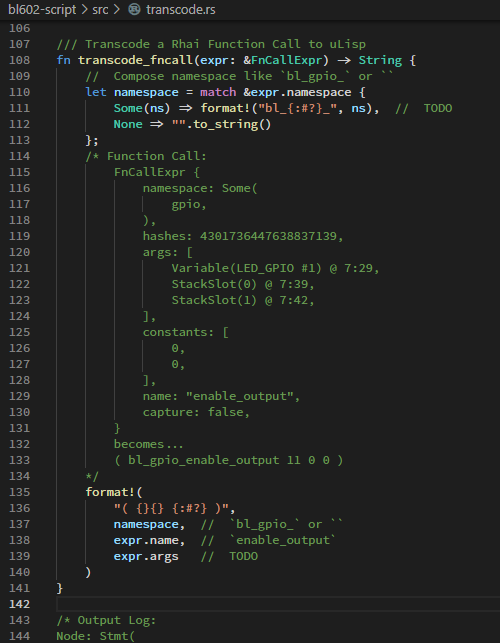 bl602-script > src > transcode.rs
106
107 /// Transcode a Rhai Function Call to uLisp
108 fn transcode_fncall(expr: &FnCallExpr) -> String {
109     //  Compose namespace like `bl_gpio_` or ``
110     let namespace = match &expr.namespace {
111         Some(ns) => format!("bl_{:#?}_", ns),  //  TODO
112         None => "".to_string()
113     };
114     /* Function Call:
115         FnCallExpr {
116             namespace: Some(
117                 gpio,
118             ),
119             hashes: 4301736447638837139,
120             args: [
121                 Variable(LED_GPIO #1) @ 7:29,
122                 StackSlot(0) @ 7:39,
123                 StackSlot(1) @ 7:42,
124             ],
125             constants: [
126                 0,
127                 0,
128             ],
129             name: "enable_output",
130             capture: false,
131         }
132         becomes...
133         ( bl_gpio_enable_output 11 0 0 )
134     */
135     format!(
136         "( {}{} {:#?} )",
137         namespace,  //  `bl_gpio_` or ``
138         expr.name,  //  `enable_output`
139         expr.args   //  TODO
140     )
141 }
142
143 /* Output Log:
144 Node: Stmt(